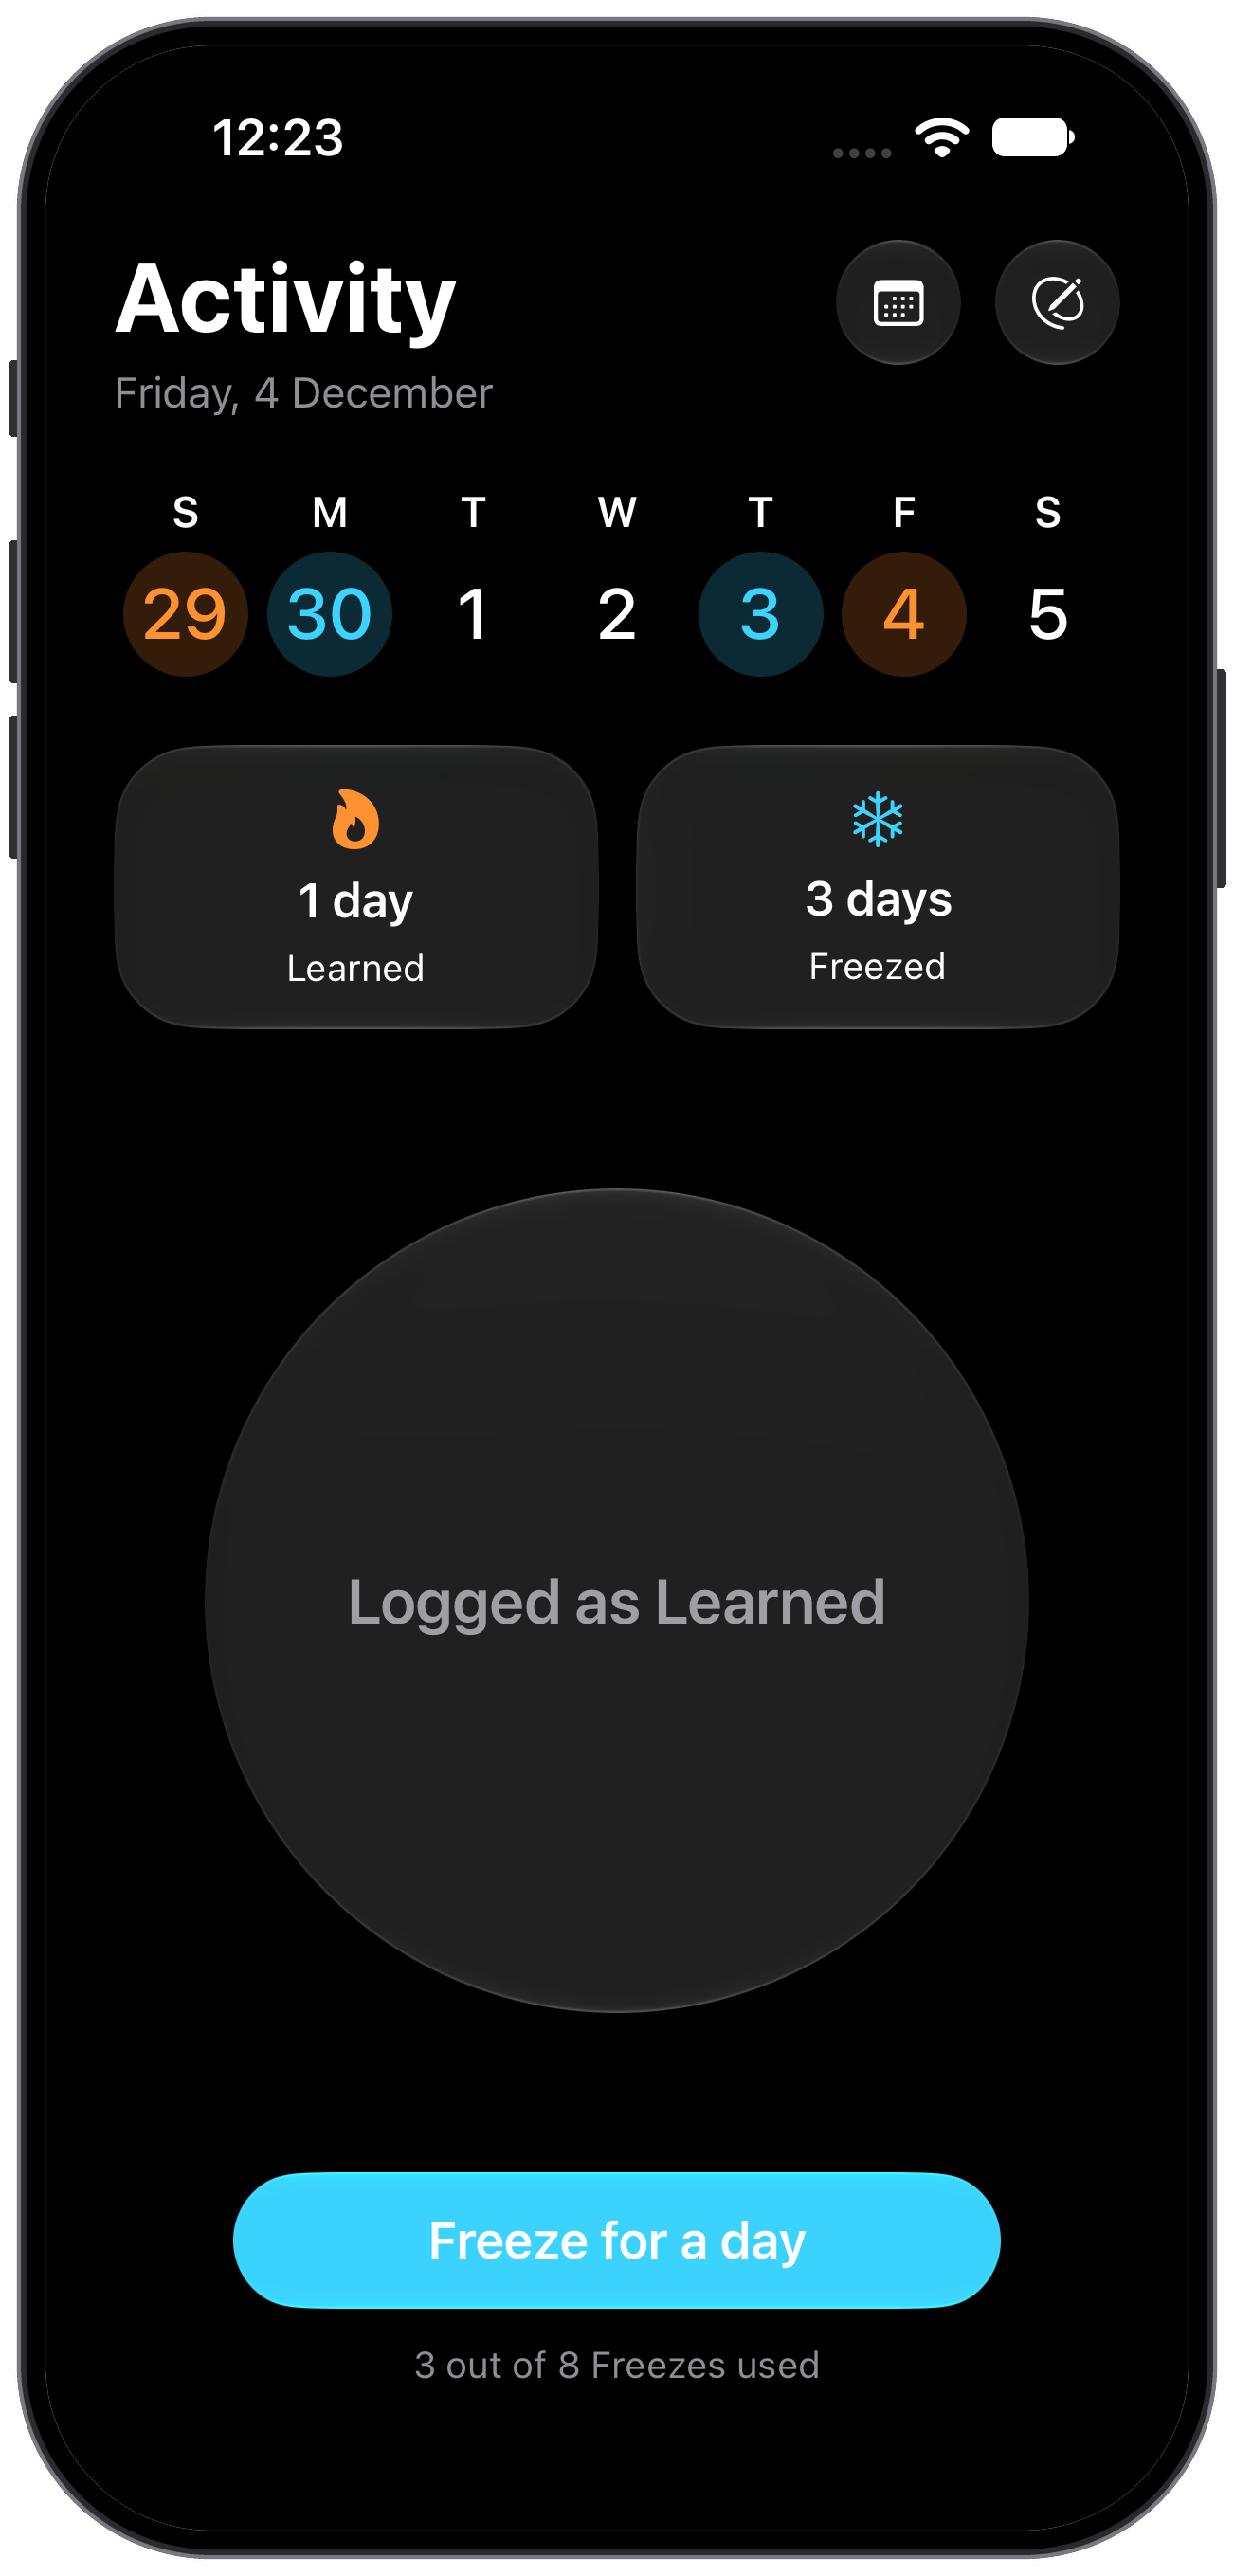 12:23
Activity
Friday, 4 December
S M T W T F S
29 30 1 2 3 4 5
1 day
Learned
3 days
Freezed
Logged as Learned
Freeze for a day
3 out of 8 Freezes used